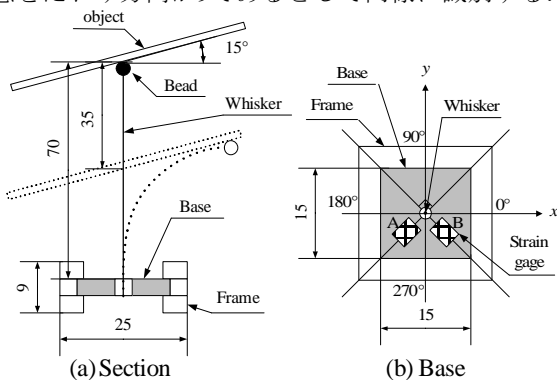 object
15°
Bead
Whisker
35
70
Base
9
Frame
25
(a) Section
y
Base
Whisker
Frame
90°
180°
0°
x
15
A
B
Strain
gage
270°
15
(b) Base